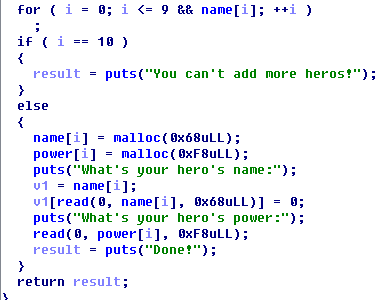 for ( i = 0; i <= 9 && name[i]; ++i )
;
if ( i == 10 )
{
result = puts("You can't add more heros!");
}
else
{
name[i] = malloc(0x68uLL);
power[i] = malloc(0xF8uLL);
puts("What's your hero's name:");
v1 = name[i];
v1[read(0, name[i], 0x68uLL)] = 0;
puts("What's your hero's power:");
read(0, power[i], 0xF8uLL);
result = puts("Done!");
}
return result;
}